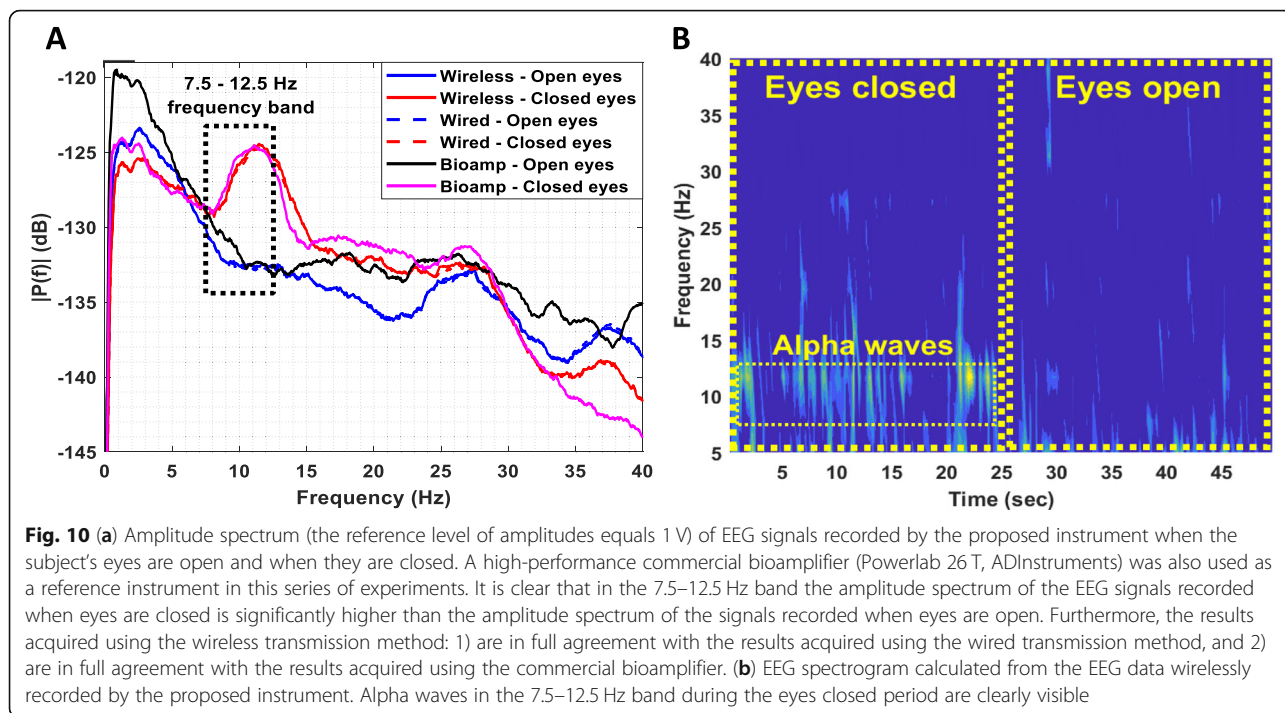 A
B
7.5 - 12.5 Hz
frequency band
Wireless - Open eyes
Wireless - Closed eyes
Wired - Open eyes
Wired - Closed eyes
Bioamp - Open eyes
Bioamp - Closed eyes
-120
-125
-130
-135
-140
-145
|P(f)| (dB)
0
5
10
15
20
25
30
35
40
Frequency (Hz)
40
35
30
25
20
15
10
5
Frequency (Hz)
Eyes closed
Eyes open
Alpha waves
5
10
15
20
25
30
35
40
45
Time (sec)
Fig. 10 (a) Amplitude spectrum (the reference level of amplitudes equals 1 V) of EEG signals recorded by the proposed instrument when the
subject's eyes are open and when they are closed. A high-performance commercial bioamplifier (Powerlab 26 T, ADInstruments) was also used as
a reference instrument in this series of experiments. It is clear that in the 7.5–12.5 Hz band the amplitude spectrum of the EEG signals recorded
when eyes are closed is significantly higher than the amplitude spectrum of the signals recorded when eyes are open. Furthermore, the results
acquired using the wireless transmission method: 1) are in full agreement with the results acquired using the wired transmission method, and 2)
are in full agreement with the results acquired using the commercial bioamplifier. (b) EEG spectrogram calculated from the EEG data wirelessly
recorded by the proposed instrument. Alpha waves in the 7.5–12.5 Hz band during the eyes closed period are clearly visible